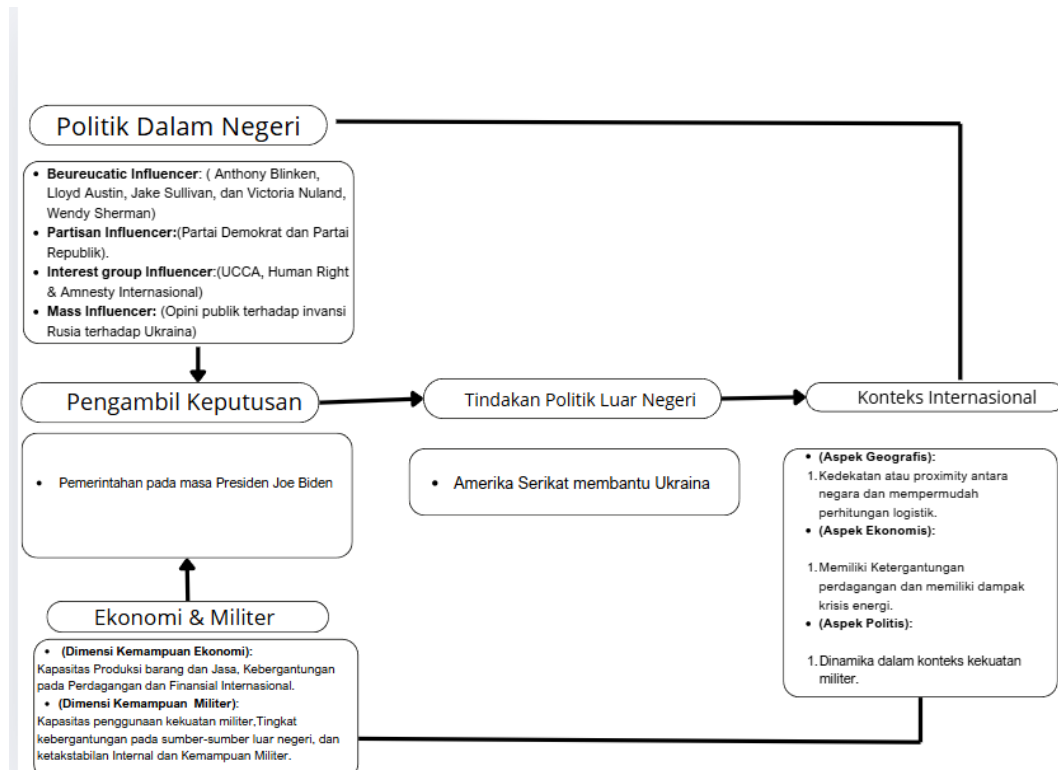 Politik Dalam Negeri
• Beureucatic Influencer: ( Anthony Blinken,
Lloyd Austin, Jake Sullivan, dan Victoria Nuland,
Wendy Sherman)
• Partisan Influencer:(Partai Demokrat dan Partai
Republik).
• Interest group Influencer:(UCCA, Human Right
& Amnesty Internasional)
• Mass Influencer: (Opini publik terhadap invansi
Rusia terhadap Ukraina)
Pengambil Keputusan
• Pemerintahan pada masa Presiden Joe Biden
Tindakan Politik Luar Negeri
• Amerika Serikat membantu Ukraina
Konteks Internasional
• (Aspek Geografis):
1. Kedekatan atau proximity antara
negara dan mempermudah
perhitungan logistik.
• (Aspek Ekonomis):
1. Memiliki Ketergantungan
perdagangan dan memiliki dampak
krisis energi.
• (Aspek Politis):
1. Dinamika dalam konteks kekuatan
militer.
Ekonomi & Militer
• (Dimensi Kemampuan Ekonomi):
Kapasitas Produksi barang dan Jasa, Kebergantungan
pada Perdagangan dan Finansial Internasional.
• (Dimensi Kemampuan Militer):
Kapasitas penggunaan kekuatan militer,Tingkat
kebergantungan pada sumber-sumber luar negeri, dan
ketakstabilan Internal dan Kemampuan Militer.